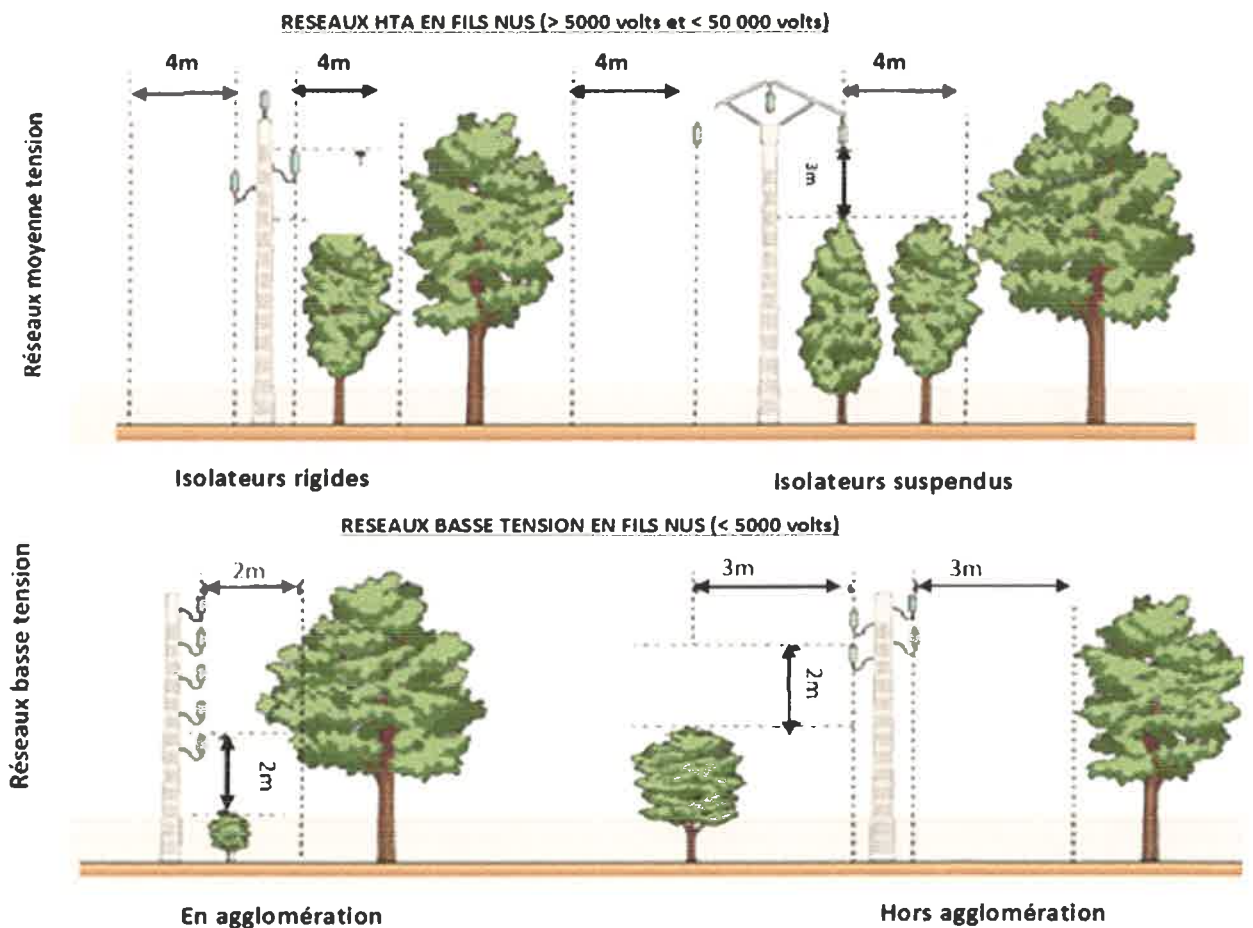 RESEAUX HTA EN FILS NUS (> 5000 volts et < 50 000 volts)
4m
4m
4m
4m
3m
Réseaux moyenne tension
Isolateurs rigides
Isolateurs suspendus
RESEAUX BASSE TENSION EN FILS NUS (< 5000 volts)
2m
3m
3m
2m
2m
Réseaux basse tension
En agglomération
Hors agglomération